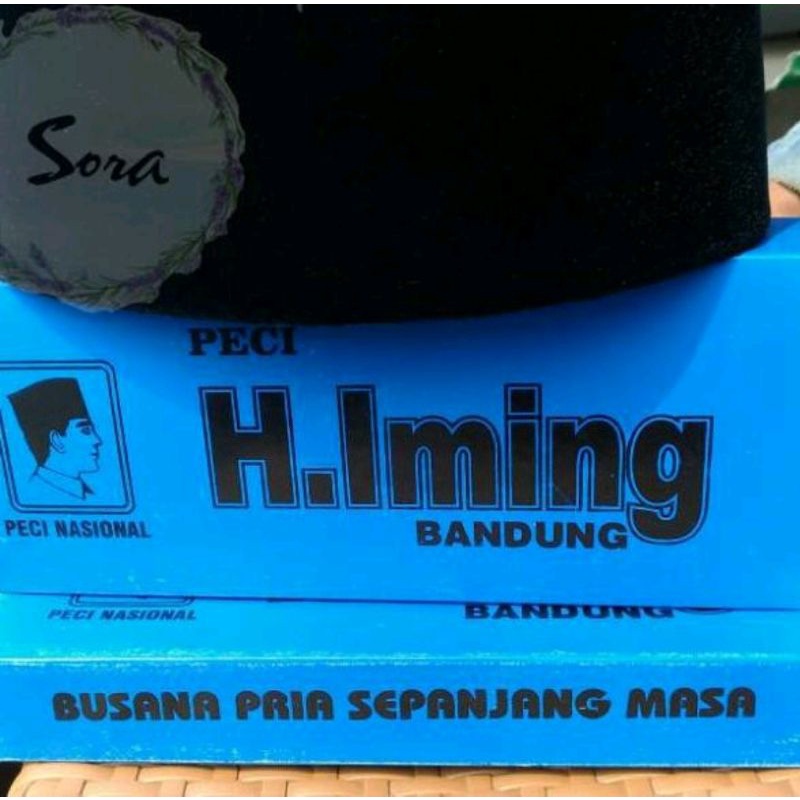 Sora
PECI
H.Iming
BANDUNG
PECI NASIONAL
PECI NASIONAL
BANDUNG
BUSANA PRIA SEPANJANG MASA